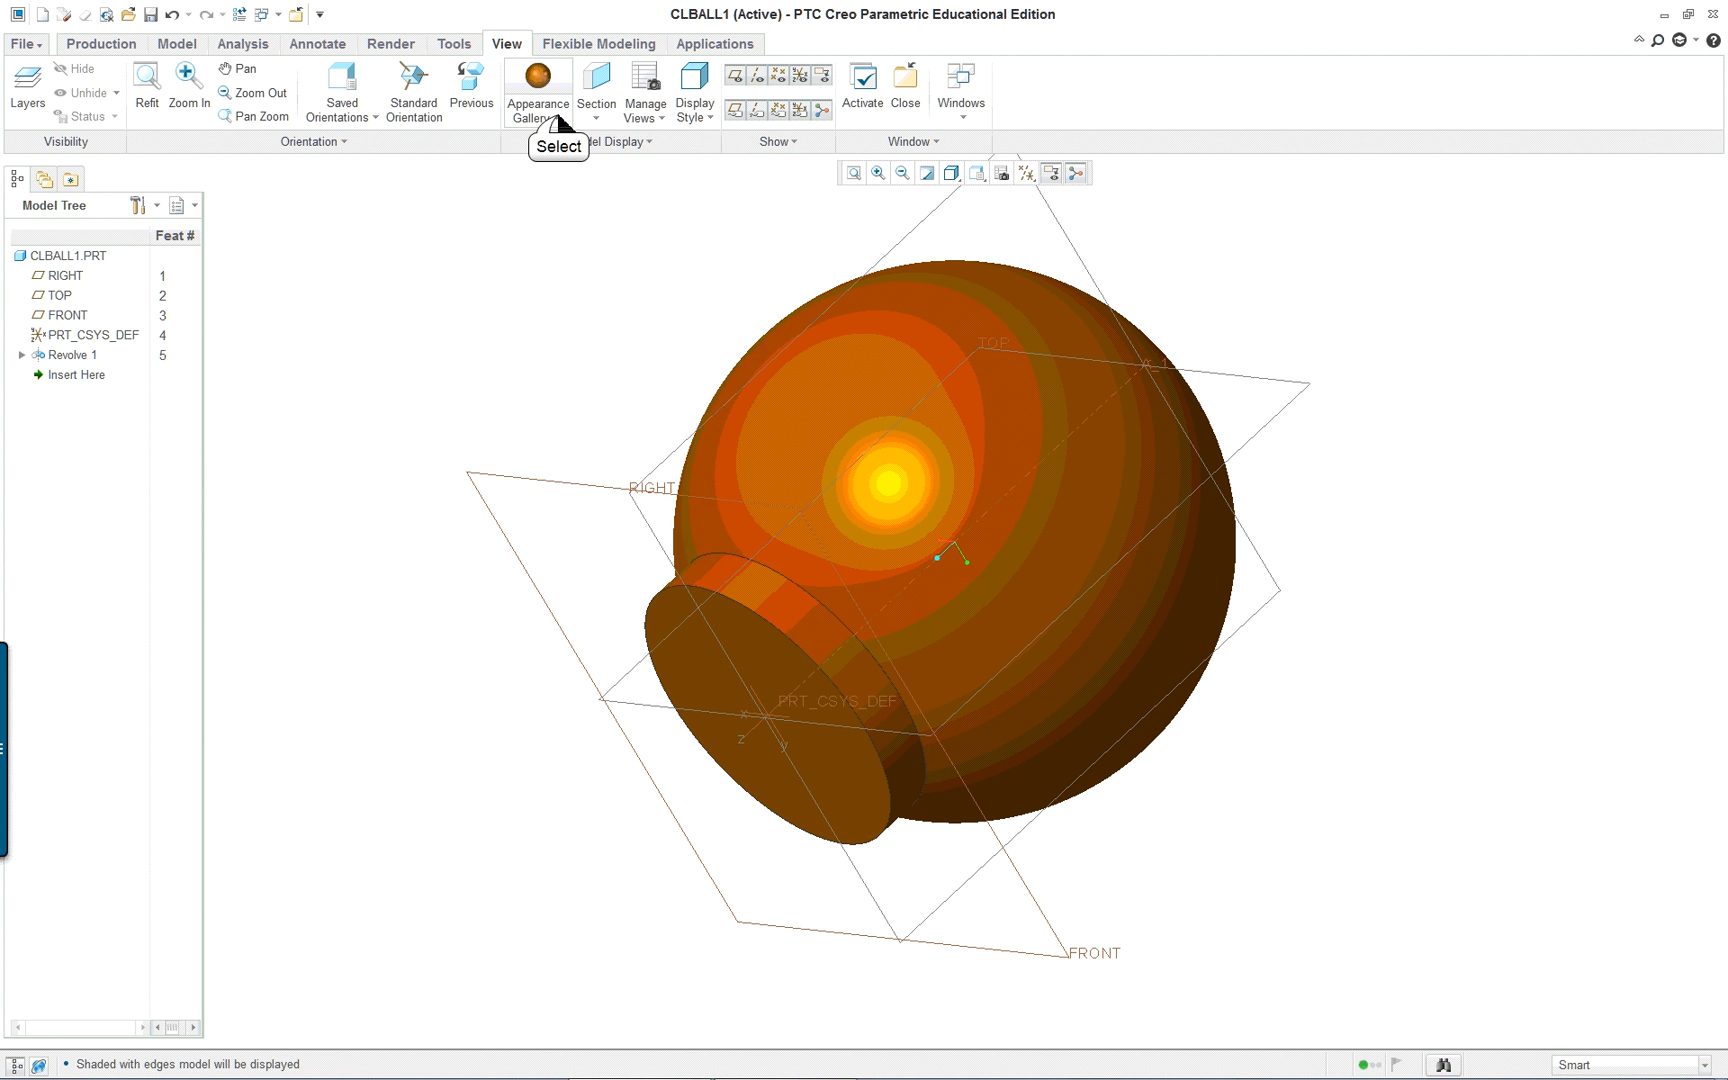 CLBALL1 (Active) - PTC Creo Parametric Educational Edition
File Production Model Analysis Annotate Render Tools View Flexible Modeling Applications
Layers
Hide
Unhide
Status
Visibility
Refit
Zoom In
Pan
Zoom Out
Pan Zoom
Saved
Orientations
Standard
Orientation
Previous
Orientation
Appearance
Section
Manage
Views
Display
Style
Display
Select
Show
Activate
Close
Windows
Window
Model Tree
Feat #
CLBALL1.PRT
RIGHT 1
TOP 2
FRONT 3
PRT_CSYS_DEF 4
Revolve 1 5
Insert Here
TOP
RIGHT
PRT_CSYS_DEF
x
z
y
FRONT
Shaded with edges model will be displayed
Smart